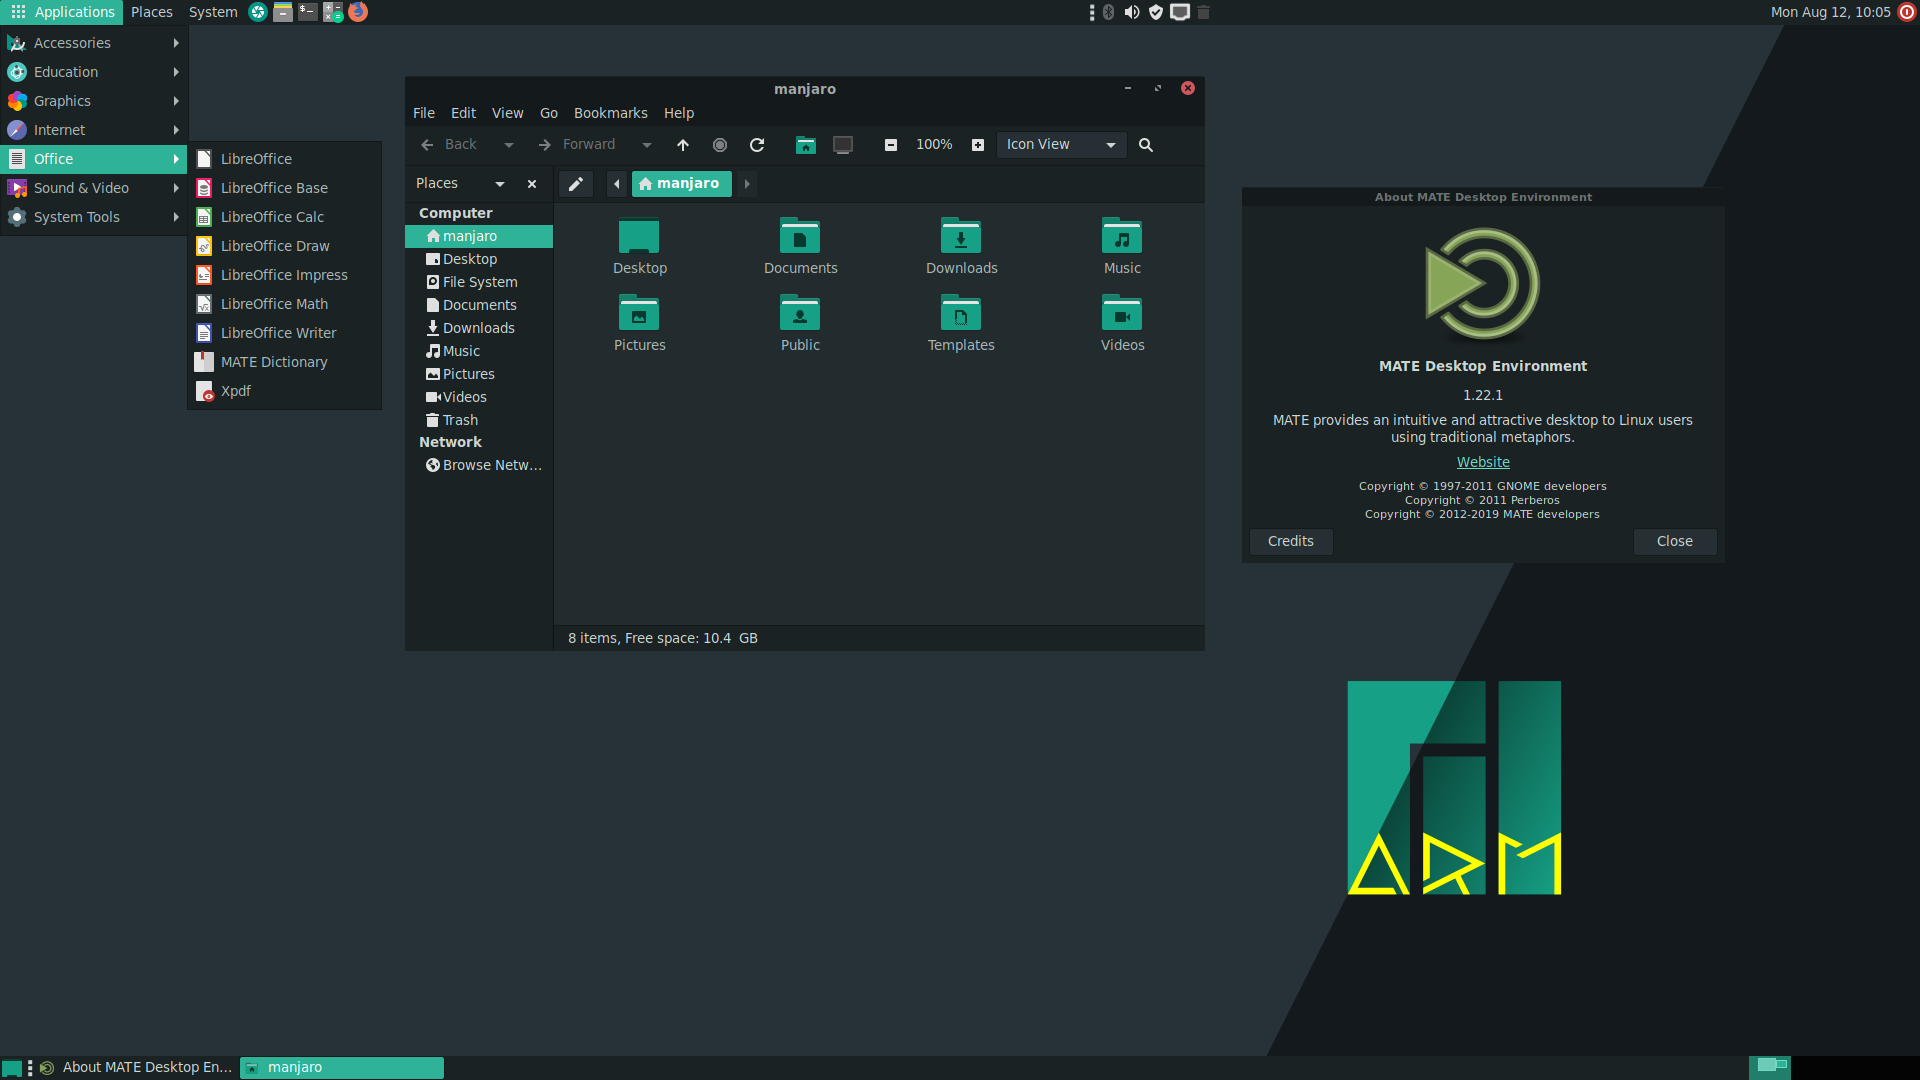 Applications Places System
Mon Aug 12, 10:05
Accessories
Education
Graphics
Internet
Office
Sound & Video
System Tools
LibreOffice
LibreOffice Base
LibreOffice Calc
LibreOffice Draw
LibreOffice Impress
LibreOffice Math
LibreOffice Writer
MATE Dictionary
Xpdf
manjaro
File Edit View Go Bookmarks Help
Back Forward 100% Icon View
Places
manjaro
Computer
manjaro
Desktop
File System
Documents
Downloads
Music
Pictures
Videos
Trash
Network
Browse Netw...
Desktop Documents Downloads Music
Pictures Public Templates Videos
8 items, Free space: 10.4 GB
About MATE Desktop Environment
MATE Desktop Environment
1.22.1
MATE provides an intuitive and attractive desktop to Linux users
using traditional metaphors.
Website
Copyright © 1997-2011 GNOME developers
Copyright © 2011 Perberos
Copyright © 2012-2019 MATE developers
Credits Close
ARM
About MATE Desktop En... manjaro